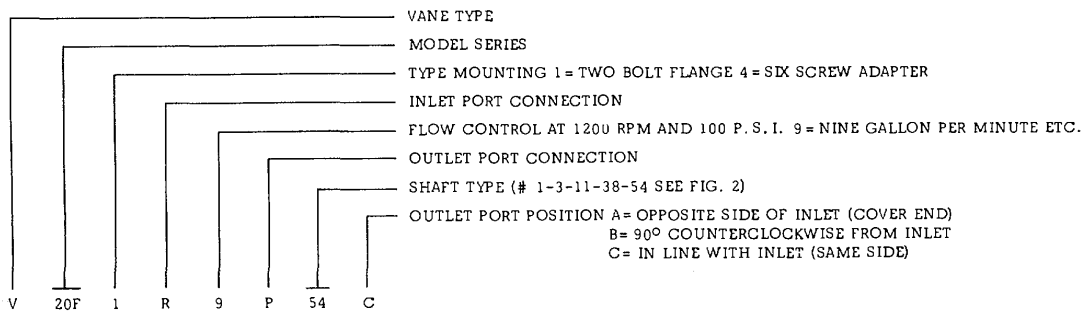 VANE TYPE
MODEL SERIES
TYPE MOUNTING 1 = TWO BOLT FLANGE 4 = SIX SCREW ADAPTER
INLET PORT CONNECTION
FLOW CONTROL AT 1200 RPM AND 100 P.S.I. 9 = NINE GALLON PER MINUTE ETC.
OUTLET PORT CONNECTION
SHAFT TYPE (# 1-3-11-38-54 SEE FIG. 2)
OUTLET PORT POSITION A= OPPOSITE SIDE OF INLET (COVER END)
B= 90º COUNTERCLOCKWISE FROM INLET
C= IN LINE WITH INLET (SAME SIDE)
V 20F 1 R 9 P 54 C